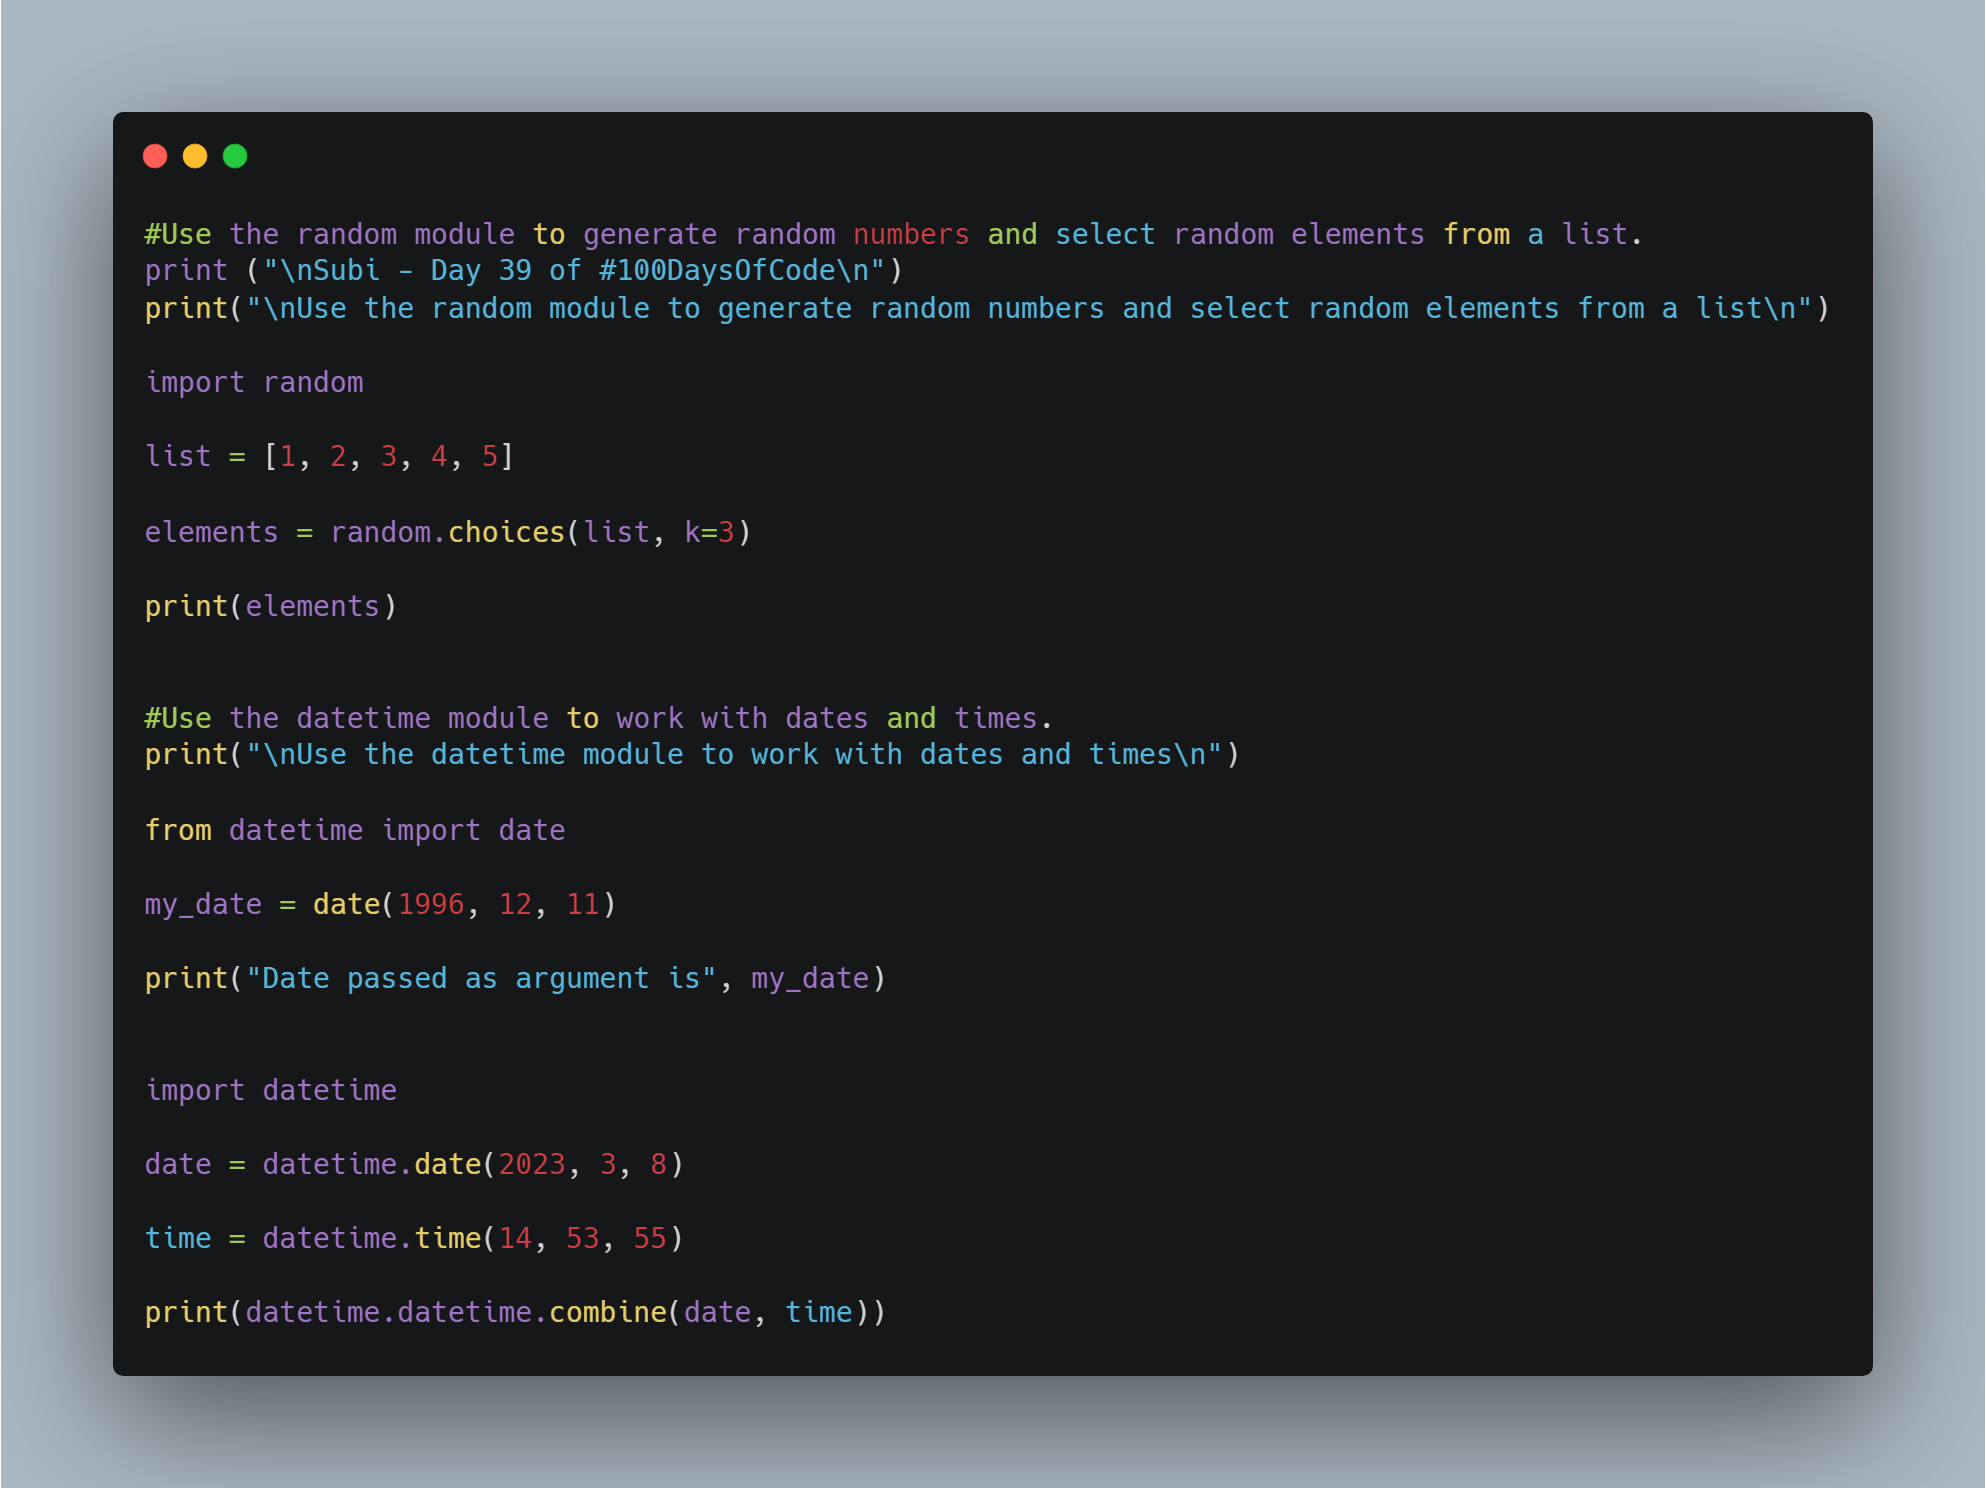 #Use the random module to generate random numbers and select random elements from a list.
print ("\nSubi - Day 39 of #100DaysOfCode\n")
print("\nUse the random module to generate random numbers and select random elements from a list\n")
import random
list = [1, 2, 3, 4, 5]
elements = random.choices(list, k=3)
print(elements)
#Use the datetime module to work with dates and times.
print("\nUse the datetime module to work with dates and times\n")
from datetime import date
my_date = date(1996, 12, 11)
print("Date passed as argument is", my_date)
import datetime
date = datetime.date(2023, 3, 8)
time = datetime.time(14, 53, 55)
print(datetime.datetime.combine(date, time))